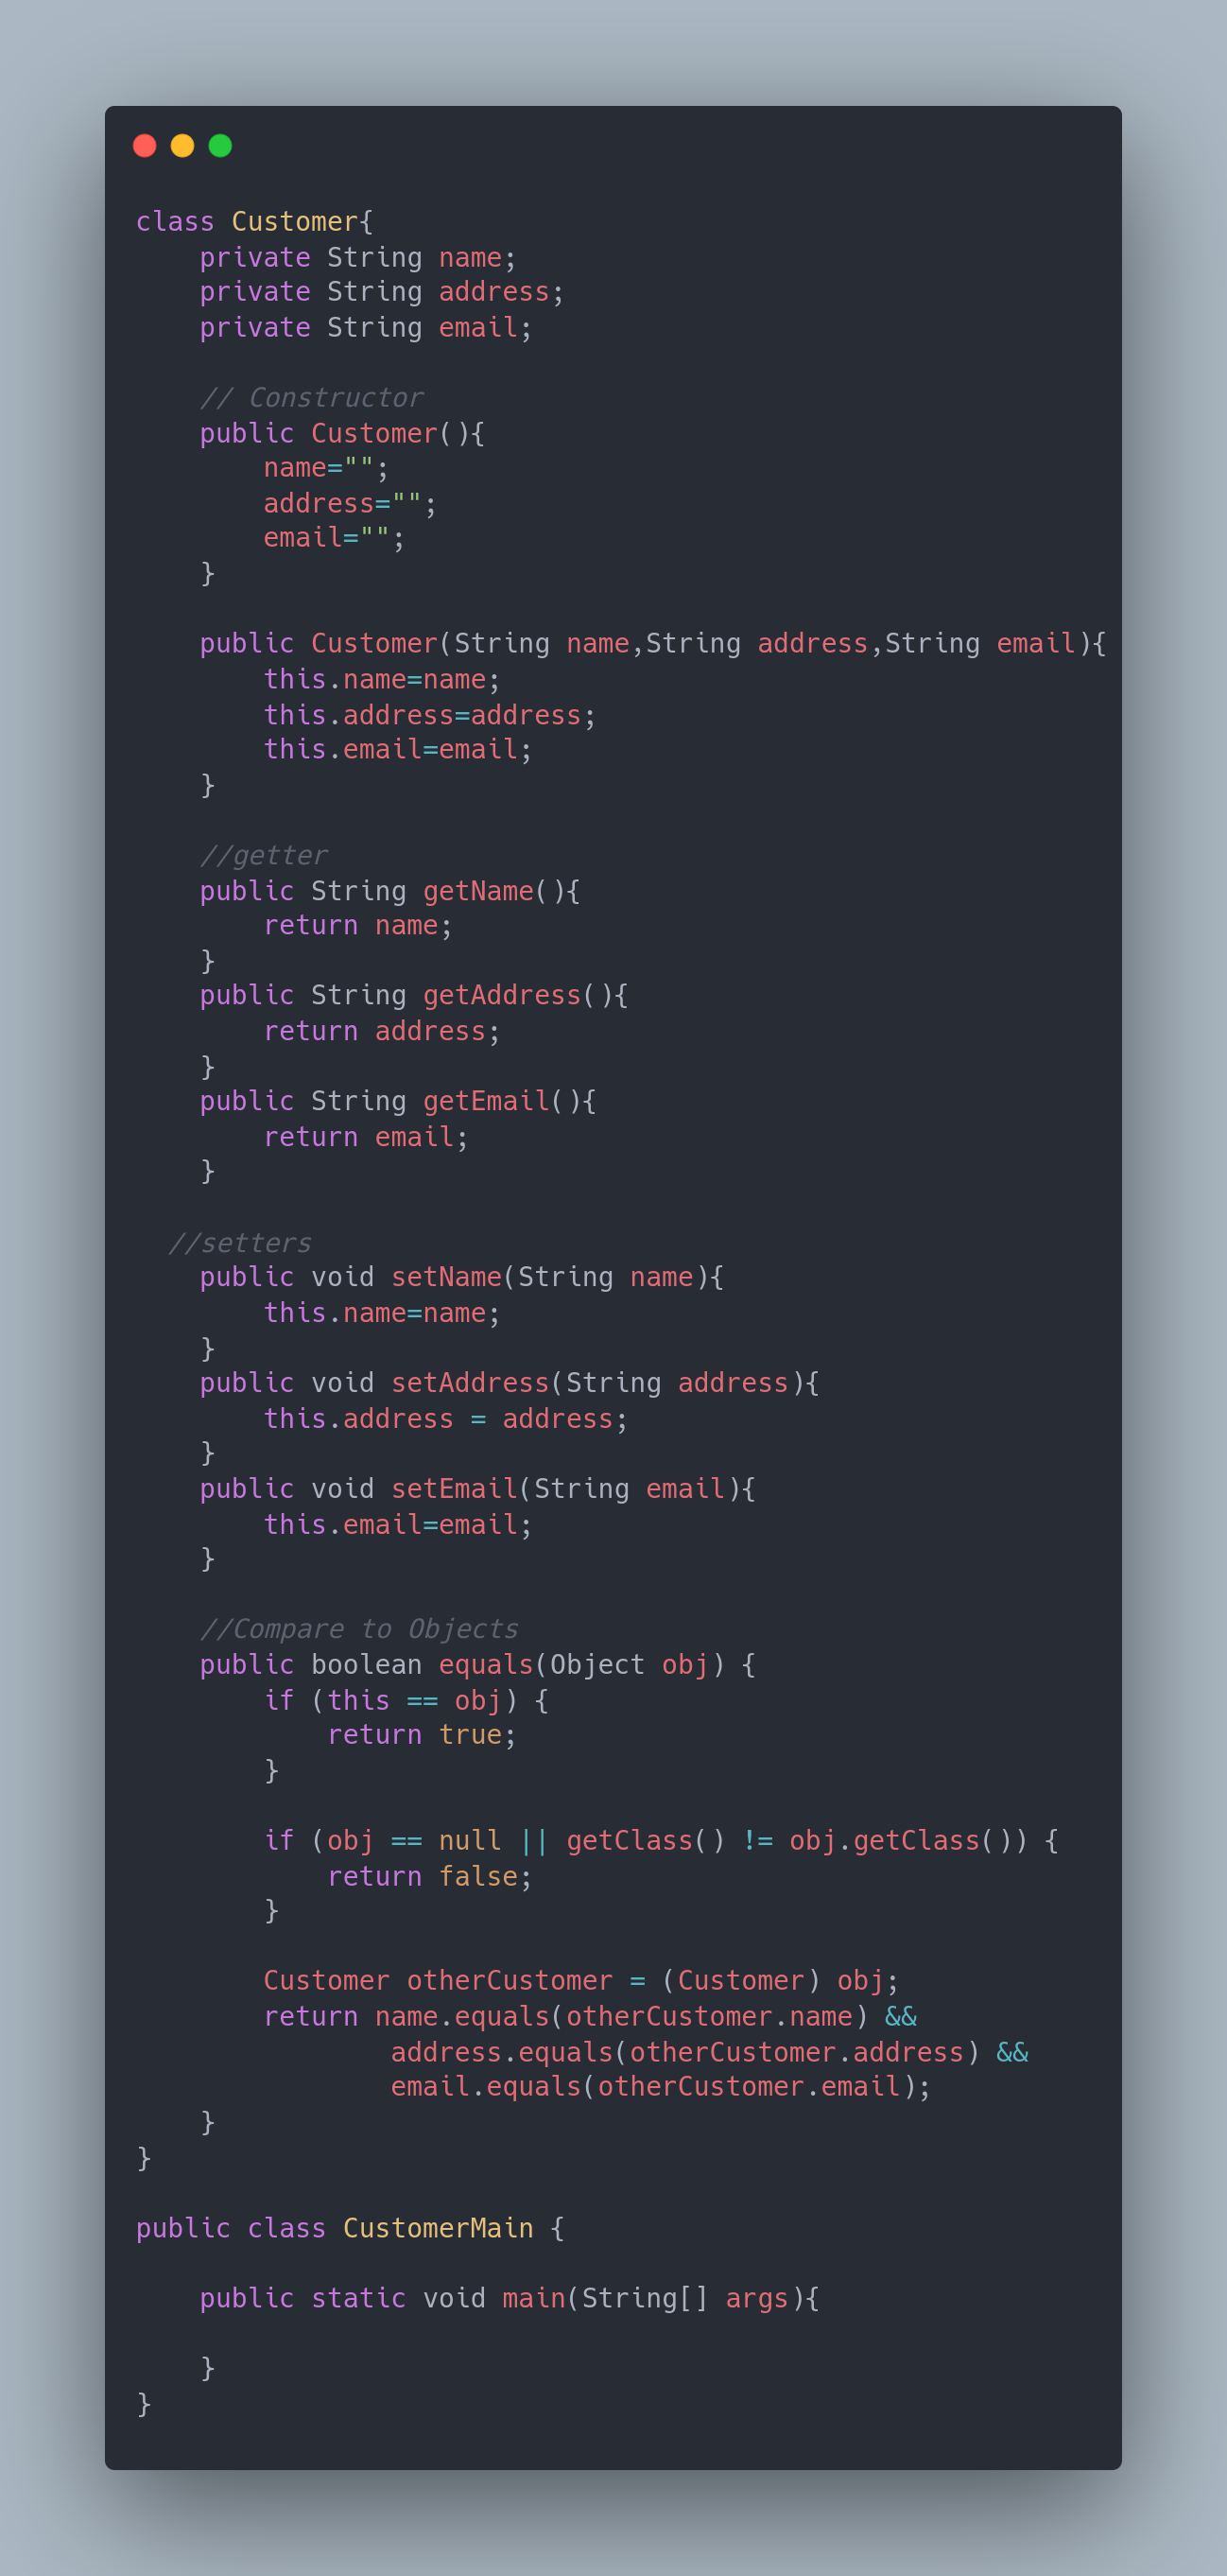 class Customer{
    private String name;
    private String address;
    private String email;

    // Constructor
    public Customer(){
        name="";
        address="";
        email="";
    }

    public Customer(String name,String address,String email){
        this.name=name;
        this.address=address;
        this.email=email;
    }

    //getter
    public String getName(){
        return name;
    }
    public String getAddress(){
        return address;
    }
    public String getEmail(){
        return email;
    }

  //setters
    public void setName(String name){
        this.name=name;
    }
    public void setAddress(String address){
        this.address = address;
    }
    public void setEmail(String email){
        this.email=email;
    }

    //Compare to Objects
    public boolean equals(Object obj) {
        if (this == obj) {
            return true;
        }

        if (obj == null || getClass() != obj.getClass()) {
            return false;
        }

        Customer otherCustomer = (Customer) obj;
        return name.equals(otherCustomer.name) &&
                address.equals(otherCustomer.address) &&
                email.equals(otherCustomer.email);
    }
}

public class CustomerMain {

    public static void main(String[] args){

    }
}